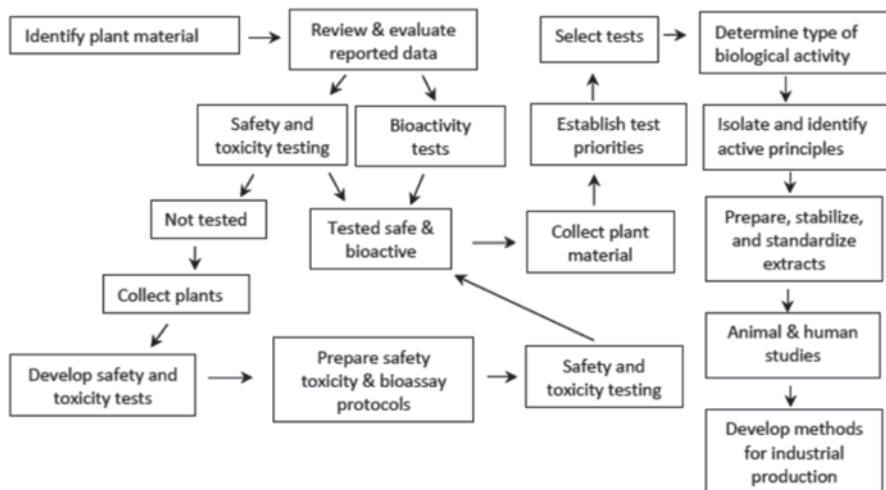 Identify plant material
Review & evaluate
reported data
Select tests
Determine type of
biological activity
Safety and
toxicity testing
Bioactivity
tests
Establish test
priorities
Isolate and identify
active principles
Not tested
Tested safe &
bioactive
Collect plant
material
Prepare, stabilize,
and standardize
extracts
Collect plants
Animal & human
studies
Develop safety and
toxicity tests
Prepare safety
toxicity & bioassay
protocols
Safety and
toxicity testing
Develop methods
for industrial
production